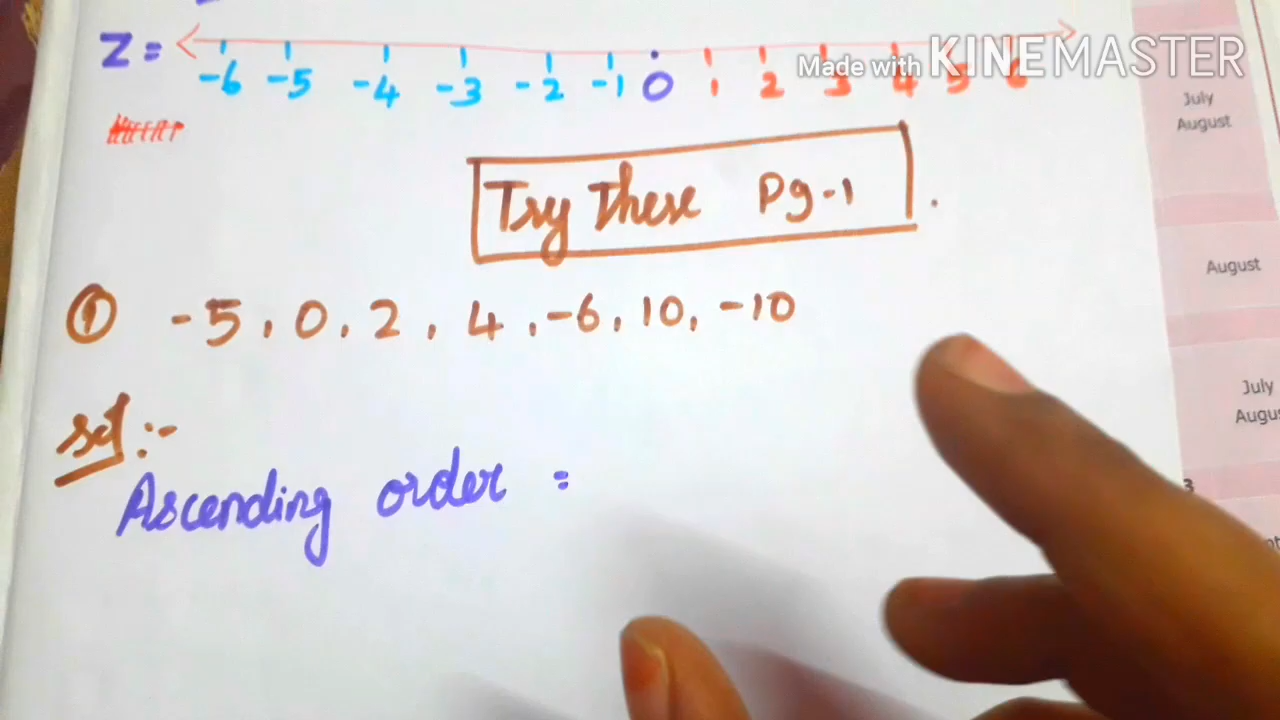 Z =
-6 -5 -4 -3 -2 -1 0 1 2 3 4 5 6
Made with KINEMASTER
July
August
Try These Pg-1 .
① -5, 0, 2, 4, -6, 10, -10
August
Sol :-
July
Augus
Ascending order =
3